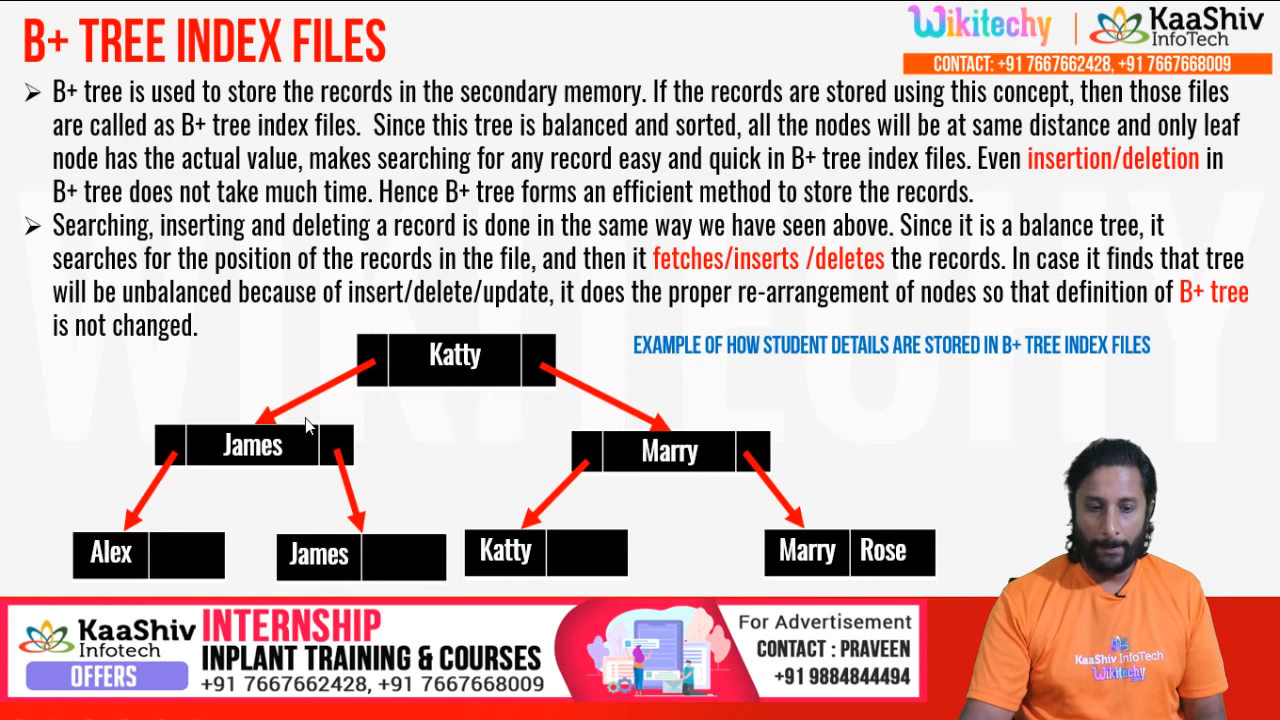 B+ TREE INDEX FILES
Wikitechy
KaaShiv
InfoTech
CONTACT: +91 7667662428, +91 7667668009
➢ B+ tree is used to store the records in the secondary memory. If the records are stored using this concept, then those files
are called as B+ tree index files. Since this tree is balanced and sorted, all the nodes will be at same distance and only leaf
node has the actual value, makes searching for any record easy and quick in B+ tree index files. Even insertion/deletion in
B+ tree does not take much time. Hence B+ tree forms an efficient method to store the records.
➢ Searching, inserting and deleting a record is done in the same way we have seen above. Since it is a balance tree, it
searches for the position of the records in the file, and then it fetches/inserts /deletes the records. In case it finds that tree
will be unbalanced because of insert/delete/update, it does the proper re-arrangement of nodes so that definition of B+ tree
is not changed.
EXAMPLE OF HOW STUDENT DETAILS ARE STORED IN B+ TREE INDEX FILES
Katty
James
Marry
Alex
James
Katty
Marry Rose
KaaShiv
Infotech
OFFERS
INTERNSHIP
INPLANT TRAINING & COURSES
+91 7667662428, +91 7667668009
For Advertisement
CONTACT : PRAVEEN
+91 9884844494
KaaShiv InfoTech
Wikitechy
WIKITECHY